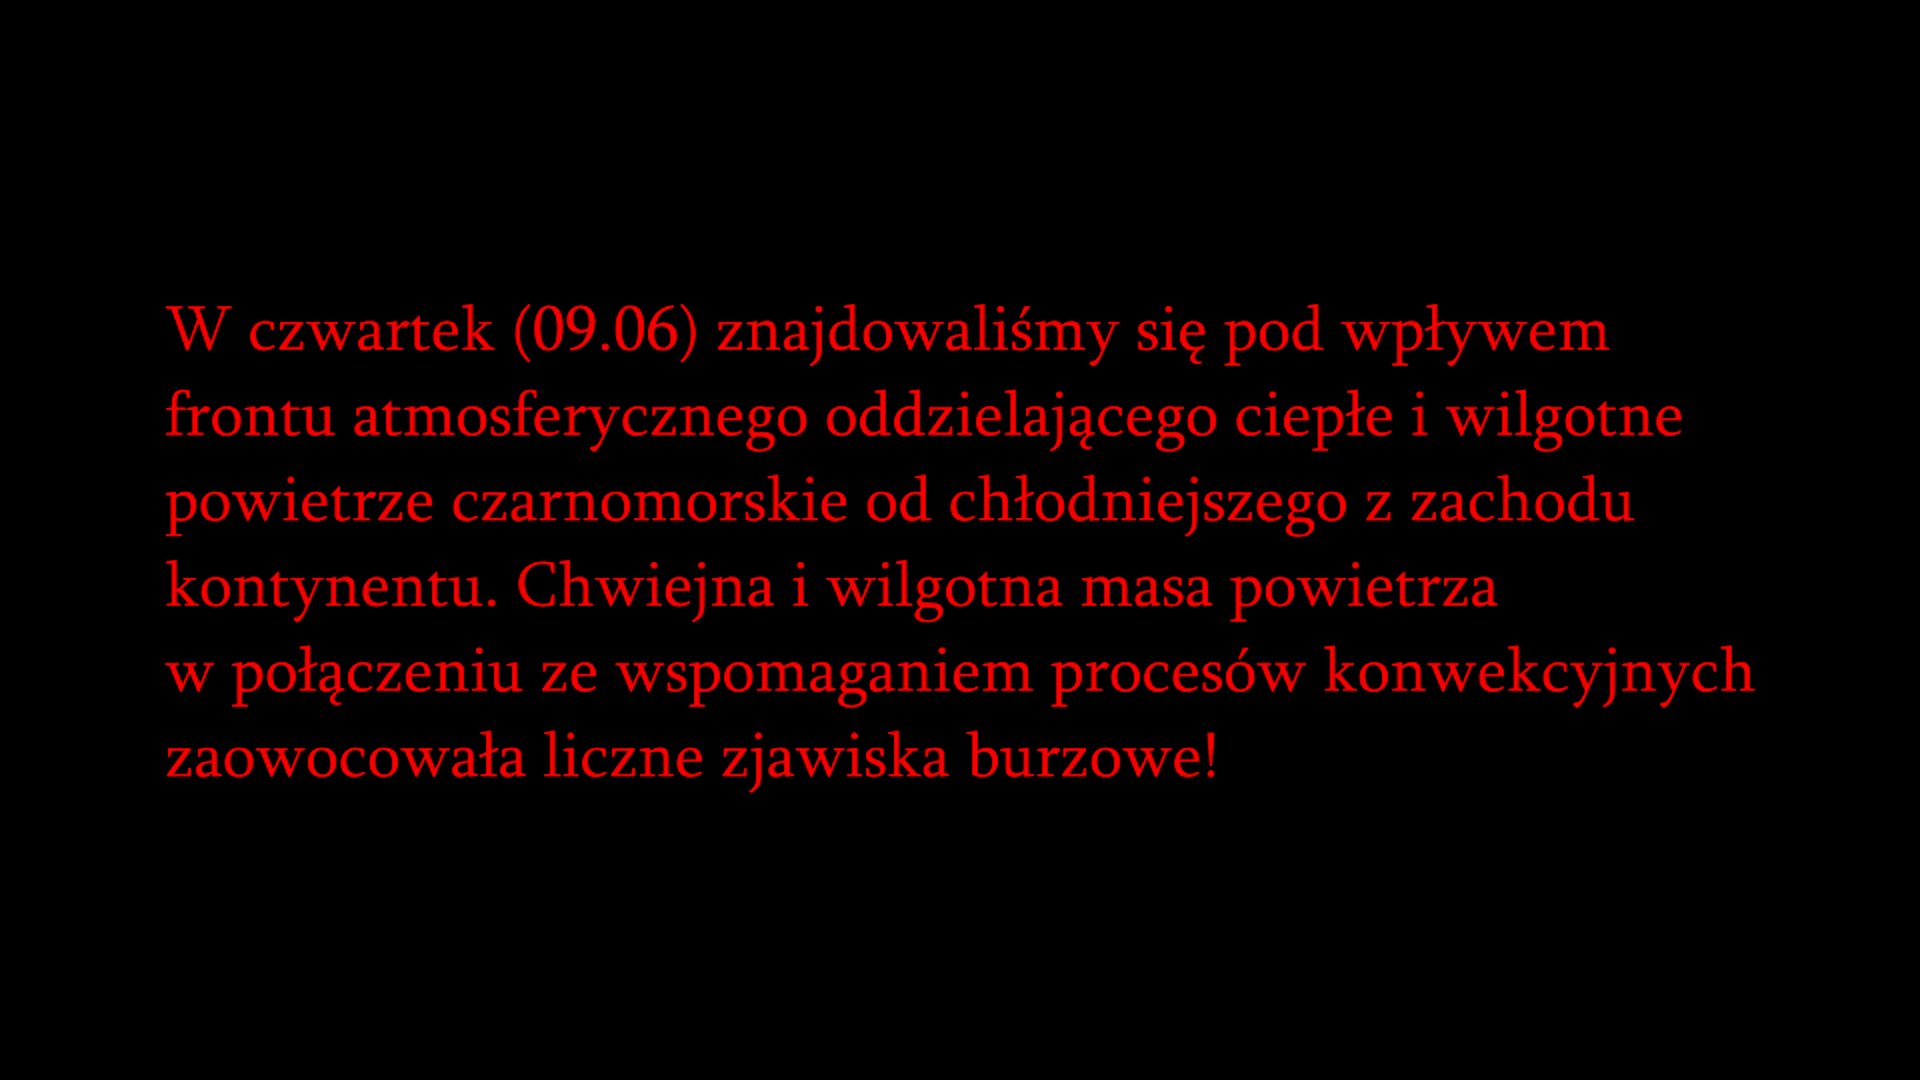 W czwartek (09.06) znajdowaliśmy się pod wpływem
frontu atmosferycznego oddzielającego ciepłe i wilgotne
powietrze czarnomorskie od chłodniejszego z zachodu
kontynentu. Chwiejna i wilgotna masa powietrza
w połączeniu ze wspomaganiem procesów konwekcyjnych
zaowocowała liczne zjawiska burzowe!